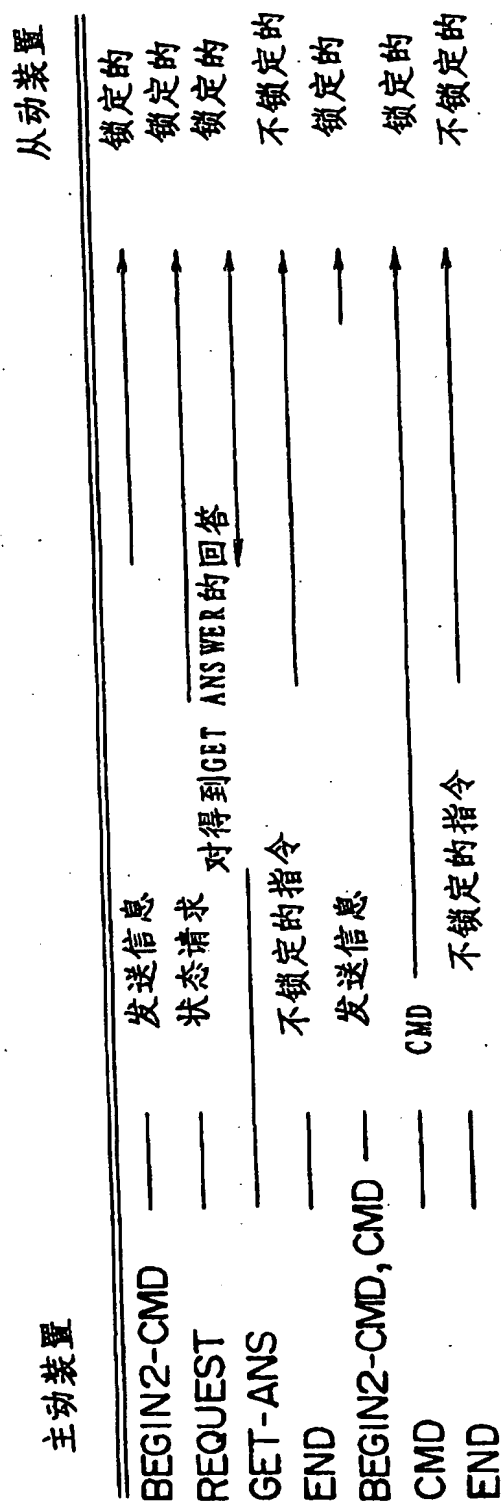 主动装置 从动装置
BEGIN2-CMD 发送信息 锁定的
REQUEST 状态请求 锁定的
GET-ANS 对得到GET ANSWER的回答 锁定的
END 不锁定的指令 不锁定的
BEGIN2-CMD, CMD 发送信息 锁定的
CMD CMD 锁定的
END 不锁定的指令 不锁定的